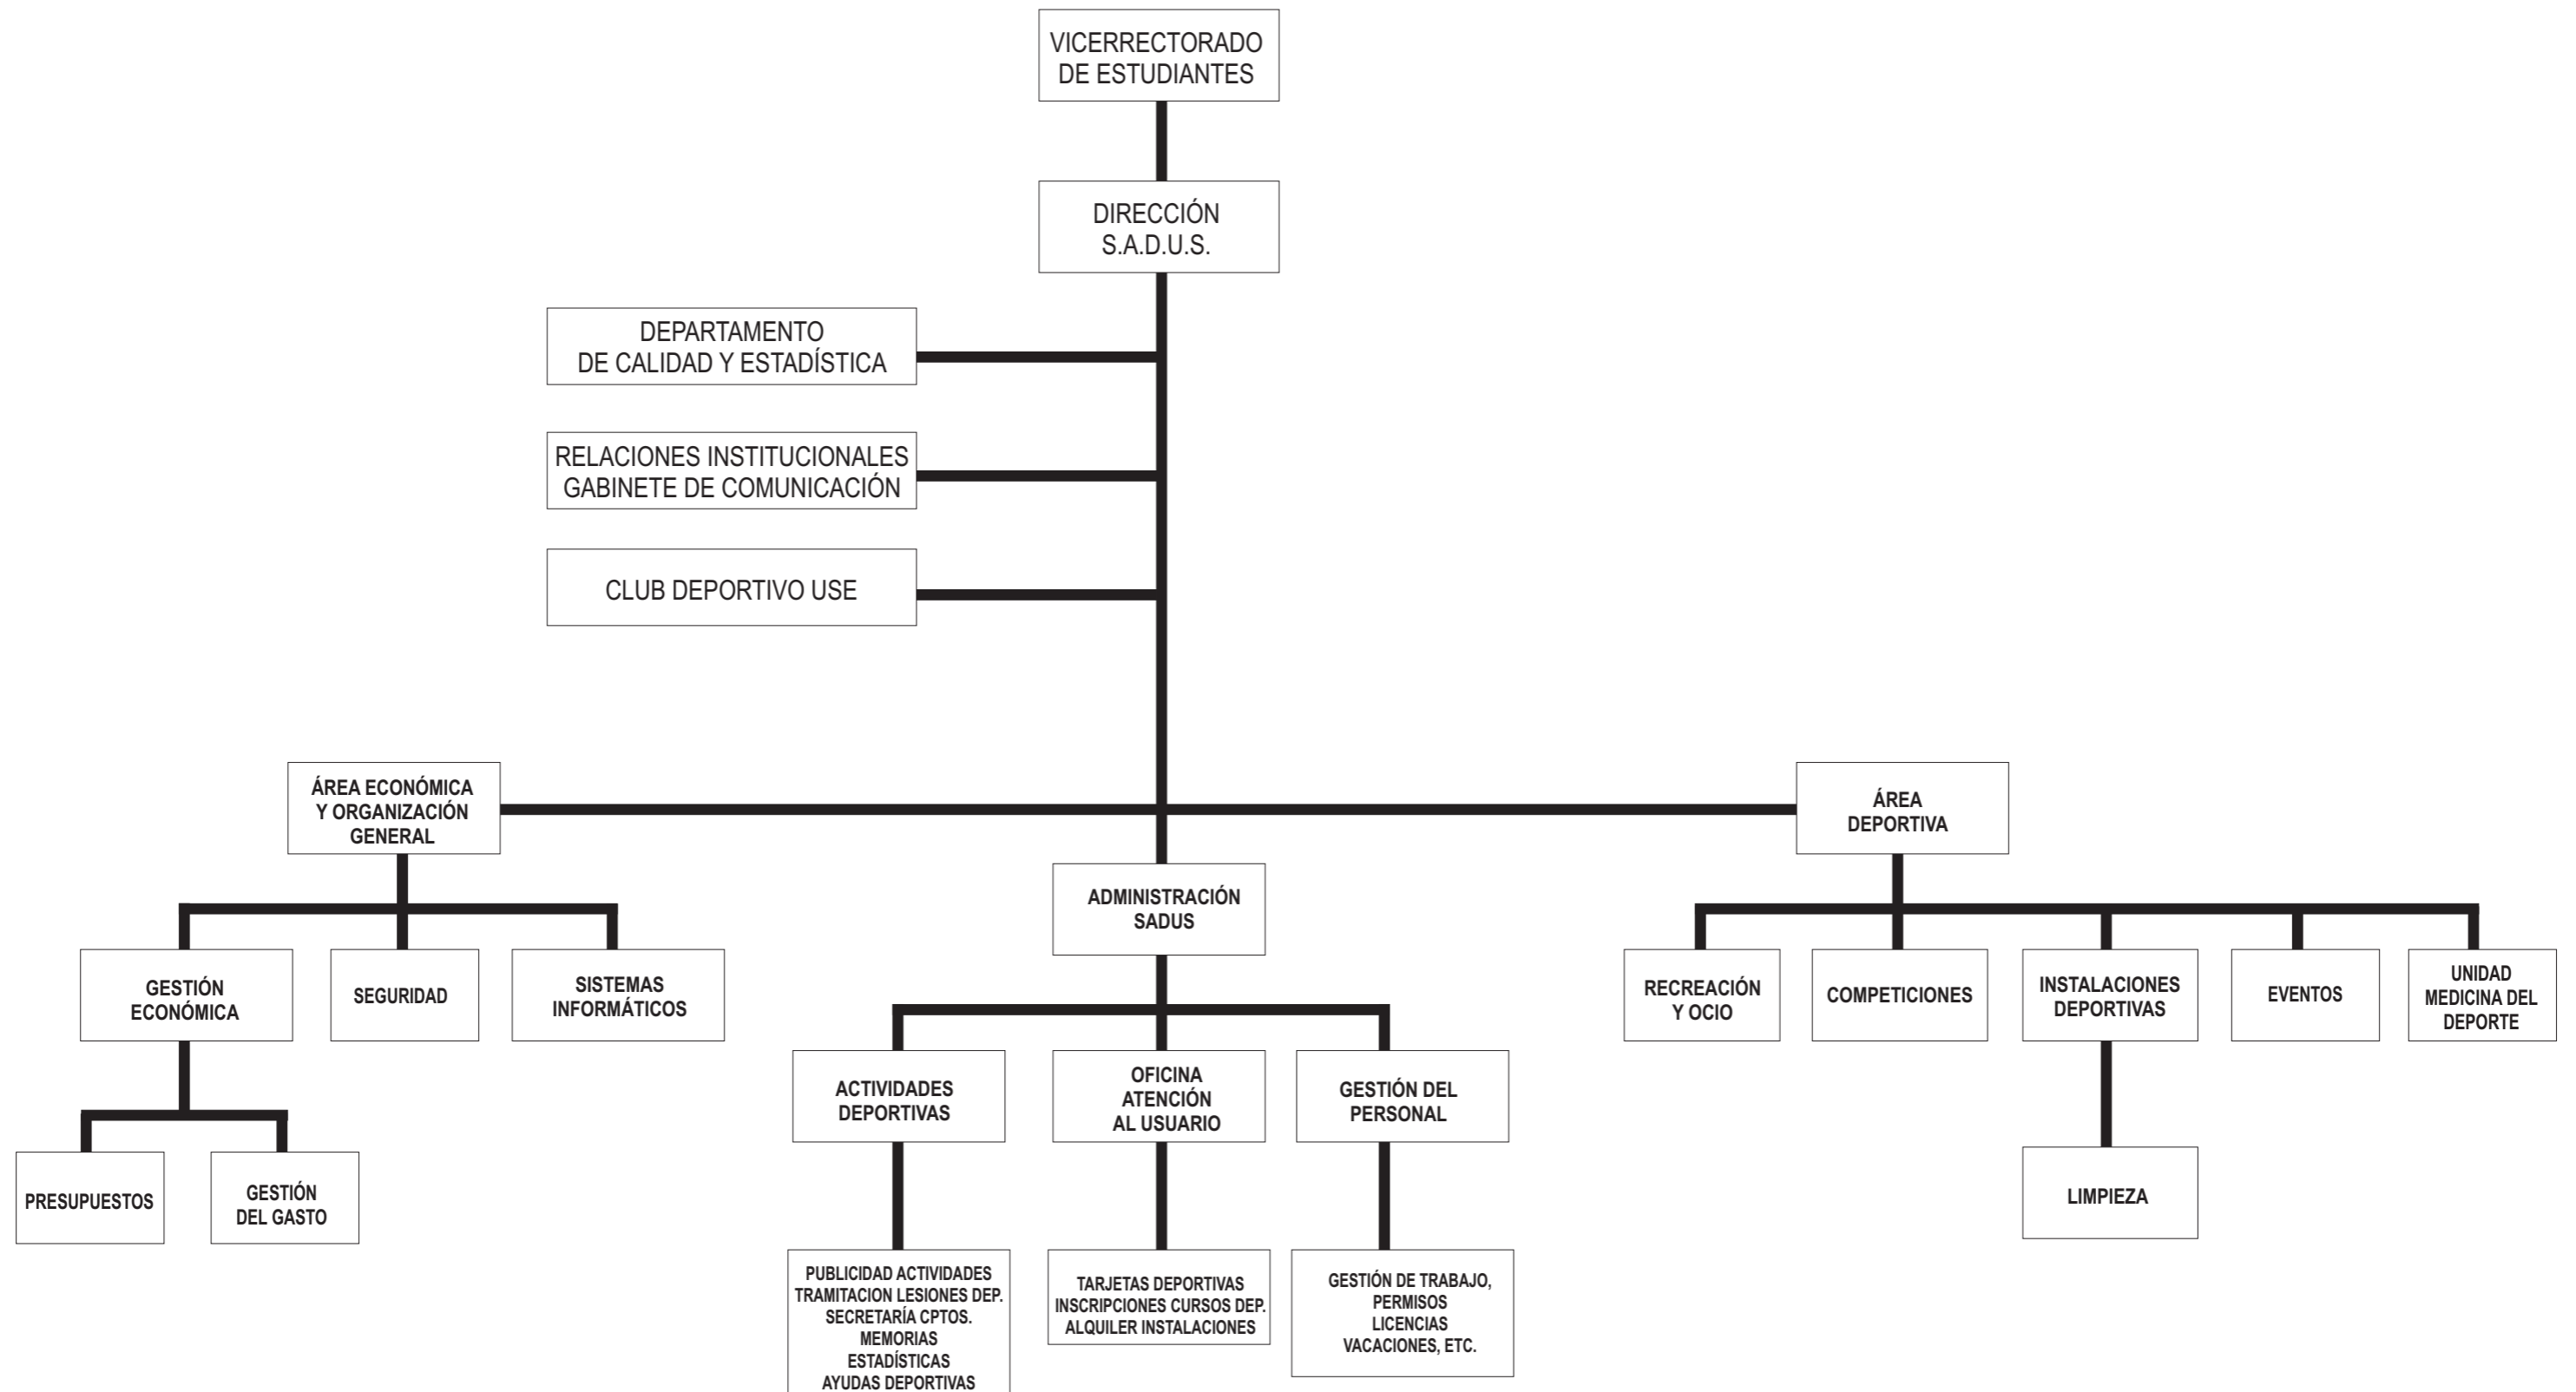 VICERRECTORADO
DE ESTUDIANTES
DIRECCIÓN
S.A.D.U.S.
DEPARTAMENTO
DE CALIDAD Y ESTADÍSTICA
RELACIONES INSTITUCIONALES
GABINETE DE COMUNICACIÓN
CLUB DEPORTIVO USE
ÁREA ECONÓMICA
Y ORGANIZACIÓN
GENERAL
ÁREA
DEPORTIVA
ADMINISTRACIÓN
SADUS
GESTIÓN
ECONÓMICA
SEGURIDAD
SISTEMAS
INFORMÁTICOS
RECREACIÓN
Y OCIO
COMPETICIONES
INSTALACIONES
DEPORTIVAS
EVENTOS
UNIDAD
MEDICINA DEL
DEPORTE
ACTIVIDADES
DEPORTIVAS
OFICINA
ATENCIÓN
AL USUARIO
GESTIÓN DEL
PERSONAL
PRESUPUESTOS
GESTIÓN
DEL GASTO
LIMPIEZA
PUBLICIDAD ACTIVIDADES
TRAMITACION LESIONES DEP.
SECRETARÍA CPTOS.
MEMORIAS
ESTADÍSTICAS
AYUDAS DEPORTIVAS
TARJETAS DEPORTIVAS
INSCRIPCIONES CURSOS DEP.
ALQUILER INSTALACIONES
GESTIÓN DE TRABAJO,
PERMISOS
LICENCIAS
VACACIONES, ETC.